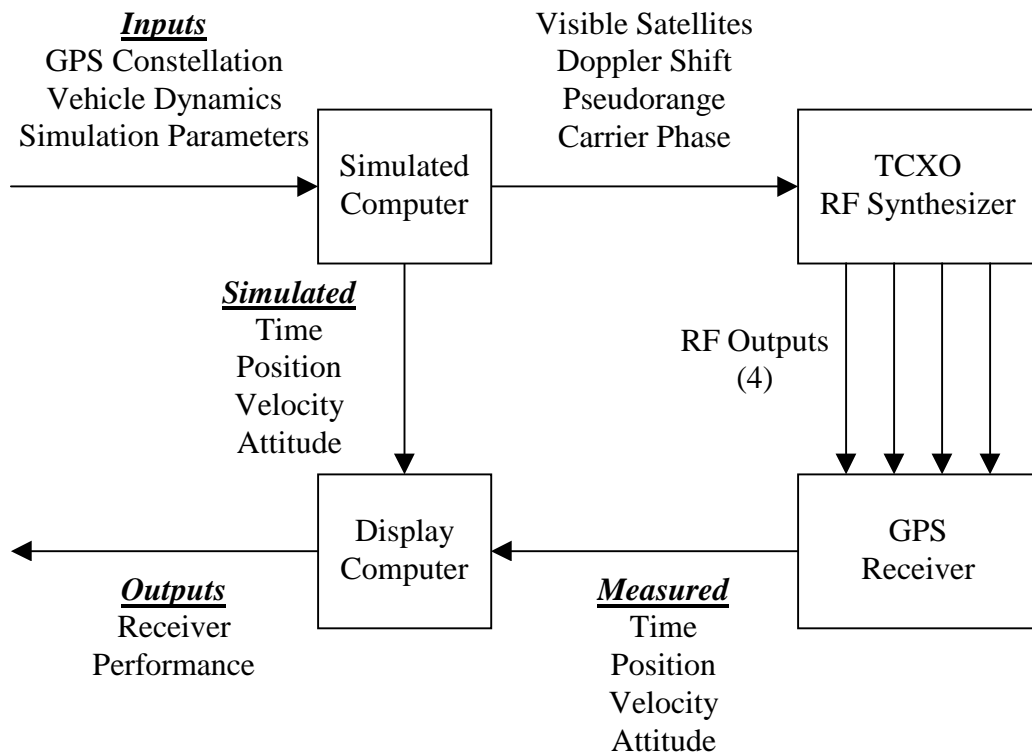 Inputs
GPS Constellation
Vehicle Dynamics
Simulation Parameters
Visible Satellites
Doppler Shift
Pseudorange
Carrier Phase
Simulated
Computer
TCXO
RF Synthesizer
Simulated
Time
Position
Velocity
Attitude
RF Outputs
(4)
Display
Computer
GPS
Receiver
Outputs
Receiver
Performance
Measured
Time
Position
Velocity
Attitude